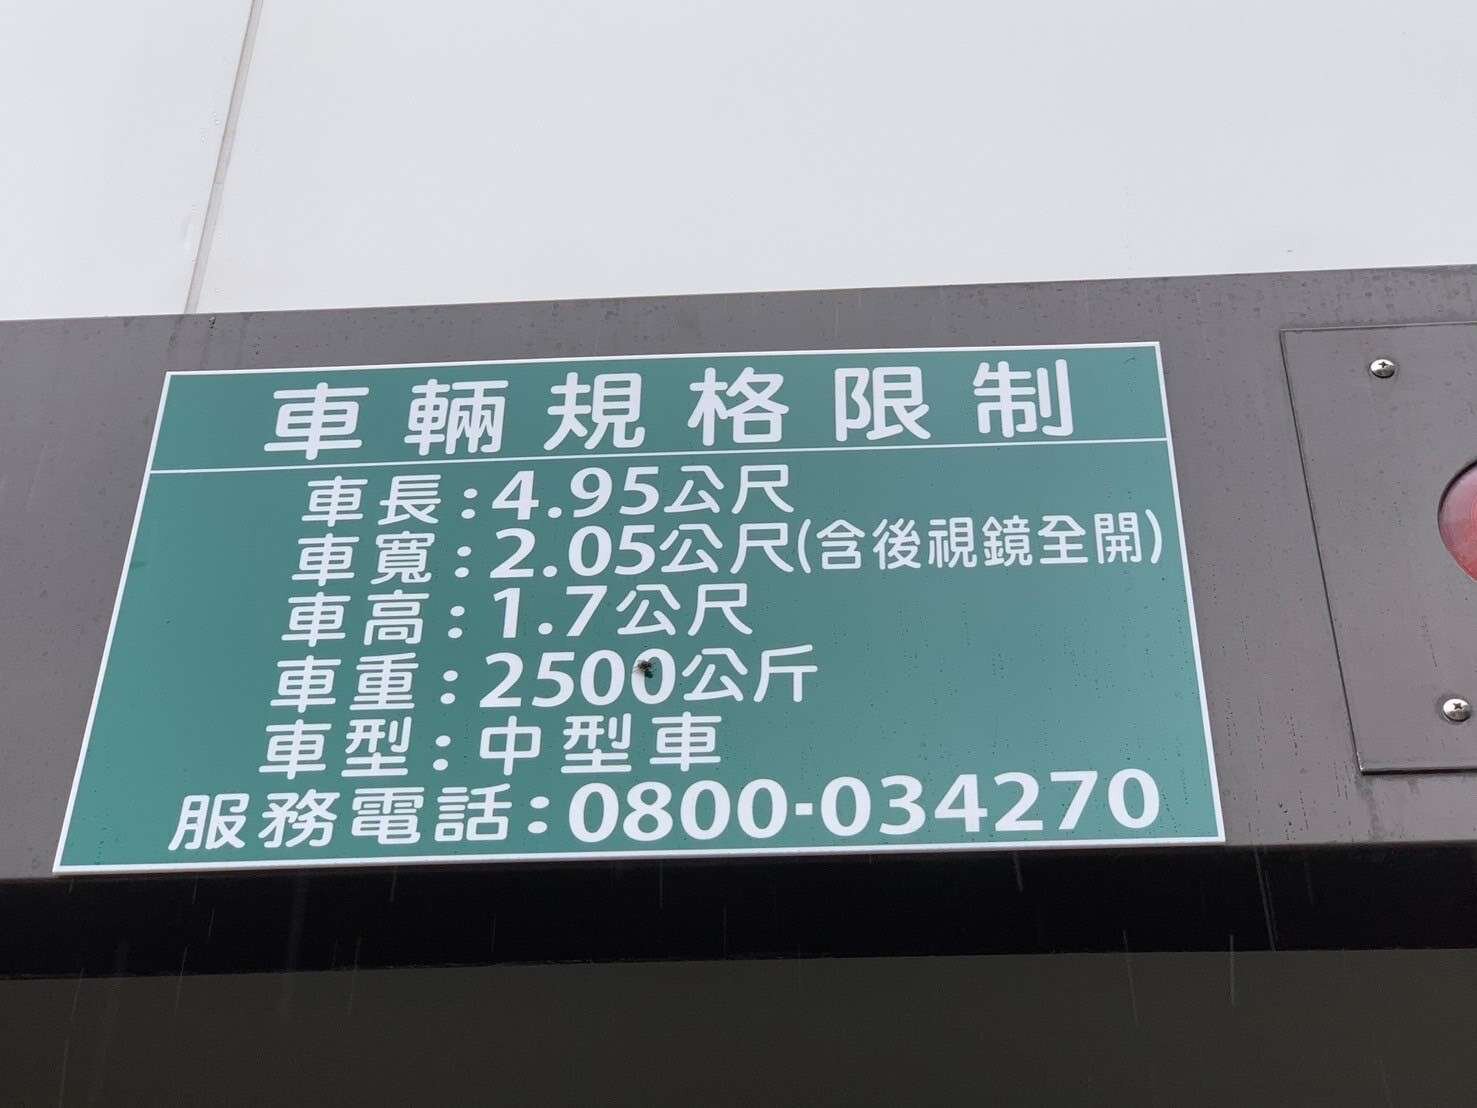 車輛規格限制
車長:4.95公尺
車寬:2.05公尺(含後視鏡全開)
車高:1.7公尺
車重:2500公斤
車型:中型車
服務電話:0800-034270